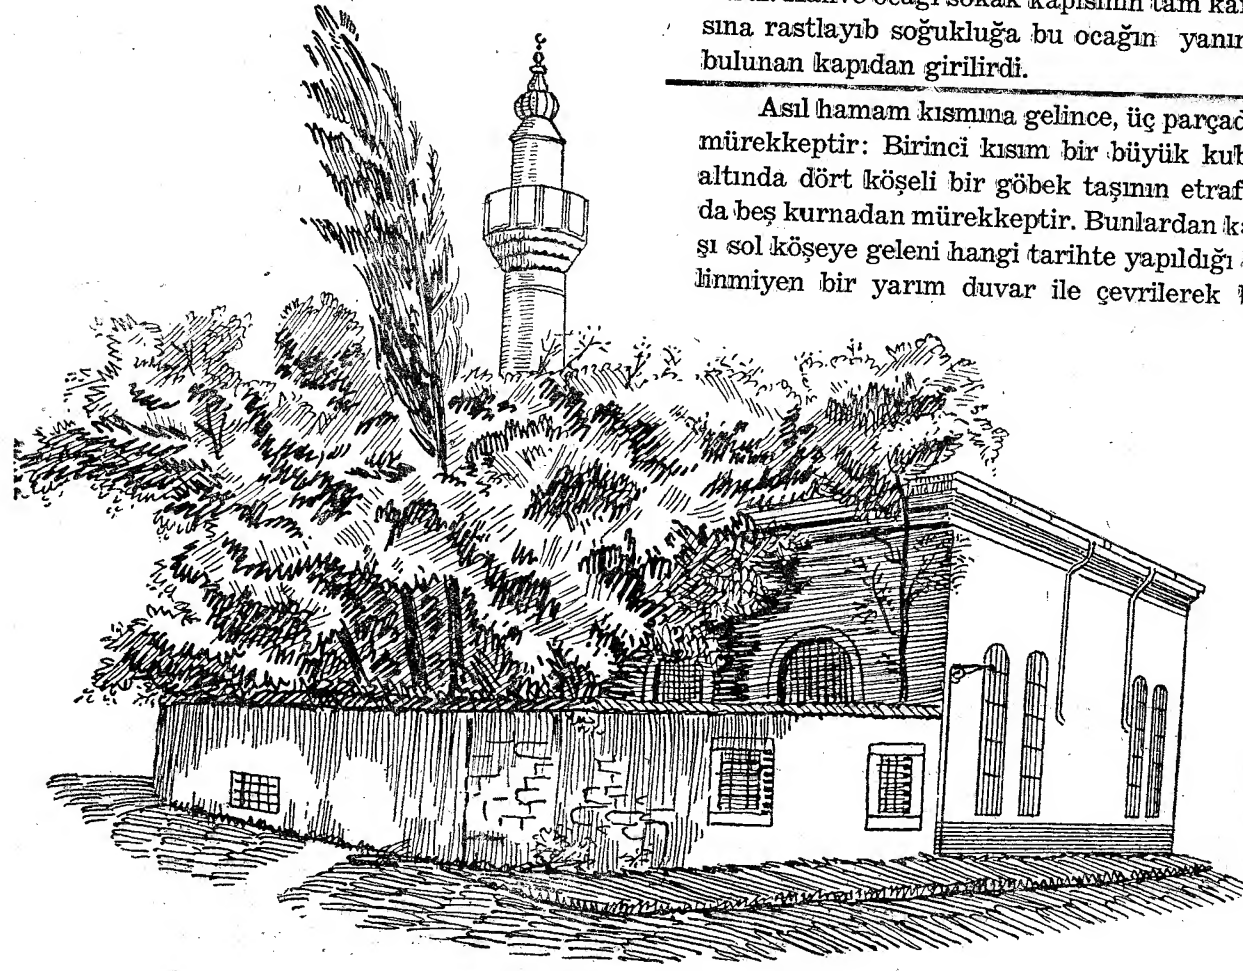 sına rastlayıb soğukluğa bu ocağın
bulunan kapıdan girilirdi.
Asıl hamam kısmına gelince, üç
mürekkeptir: Birinci kısım bir büyük
altında dört köşeli bir göbek taşının
da beş kurnadan mürekkeptir. Bunlardan
şı sol köşeye geleni hangi tarihte yapıldığı
linmiyen bir yarım duvar ile çevrilerek